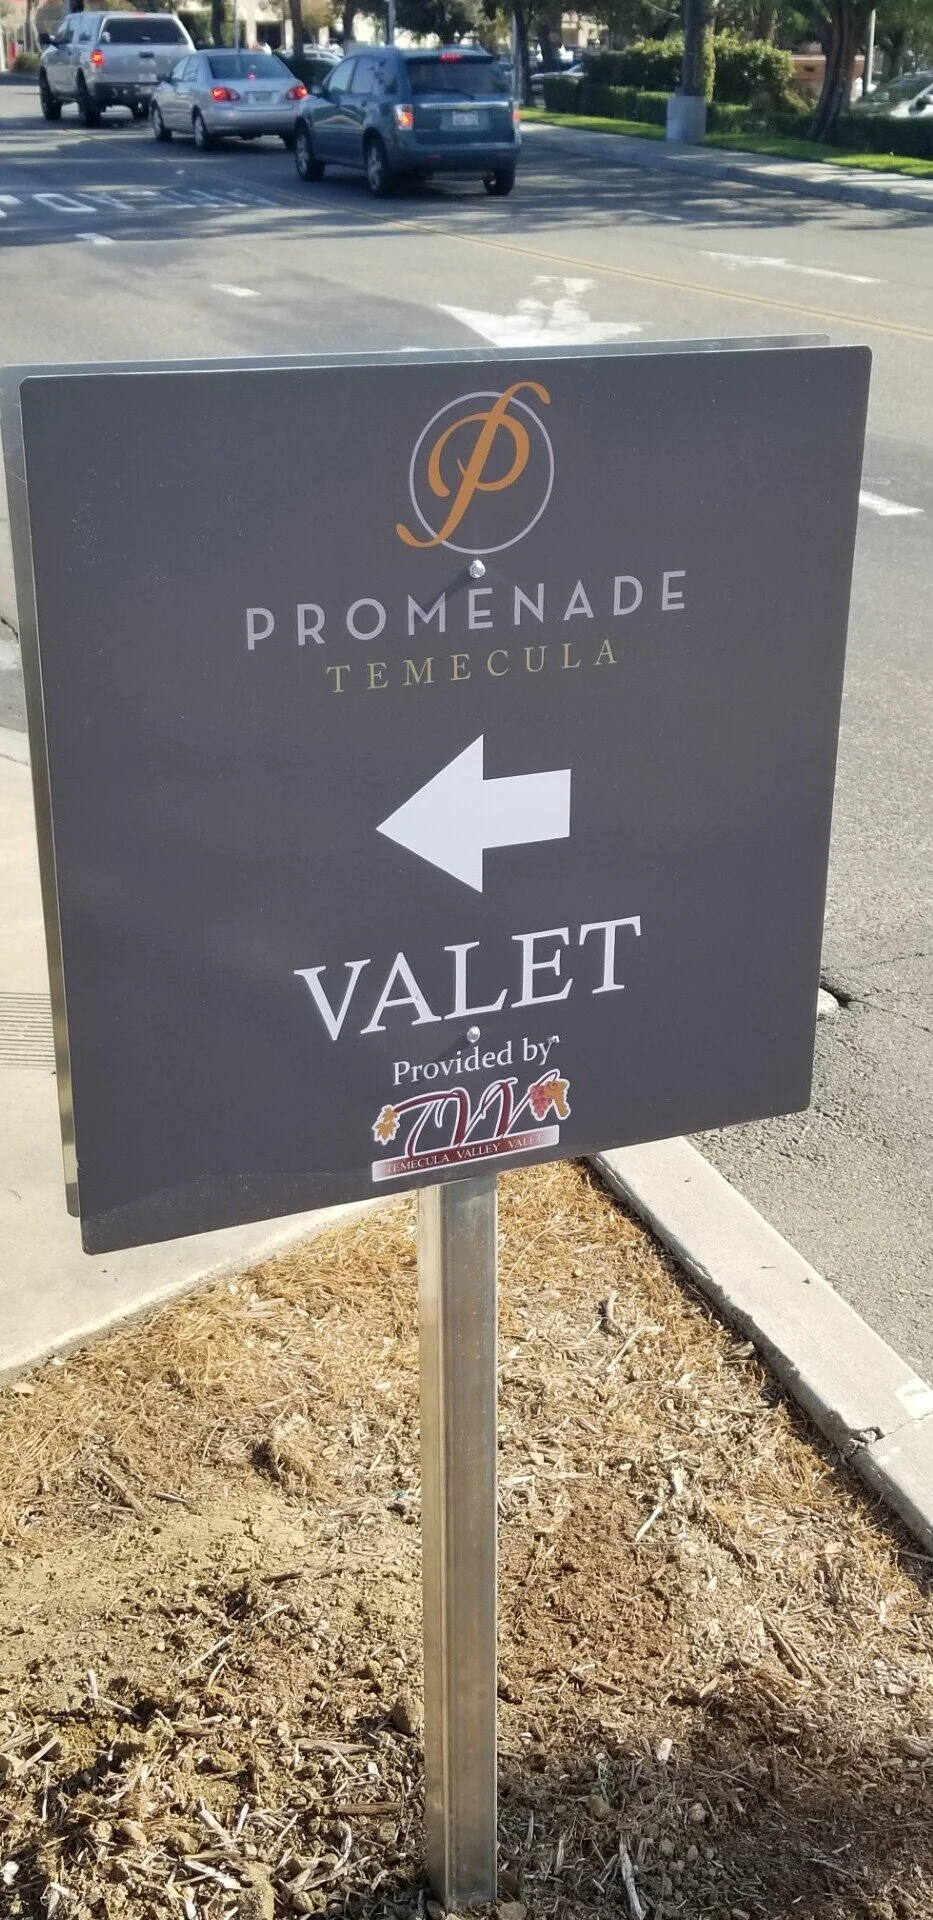 P
PROMENADE
TEMECULA
VALET
Provided by
TVV
TEMECULA VALLEY VALET